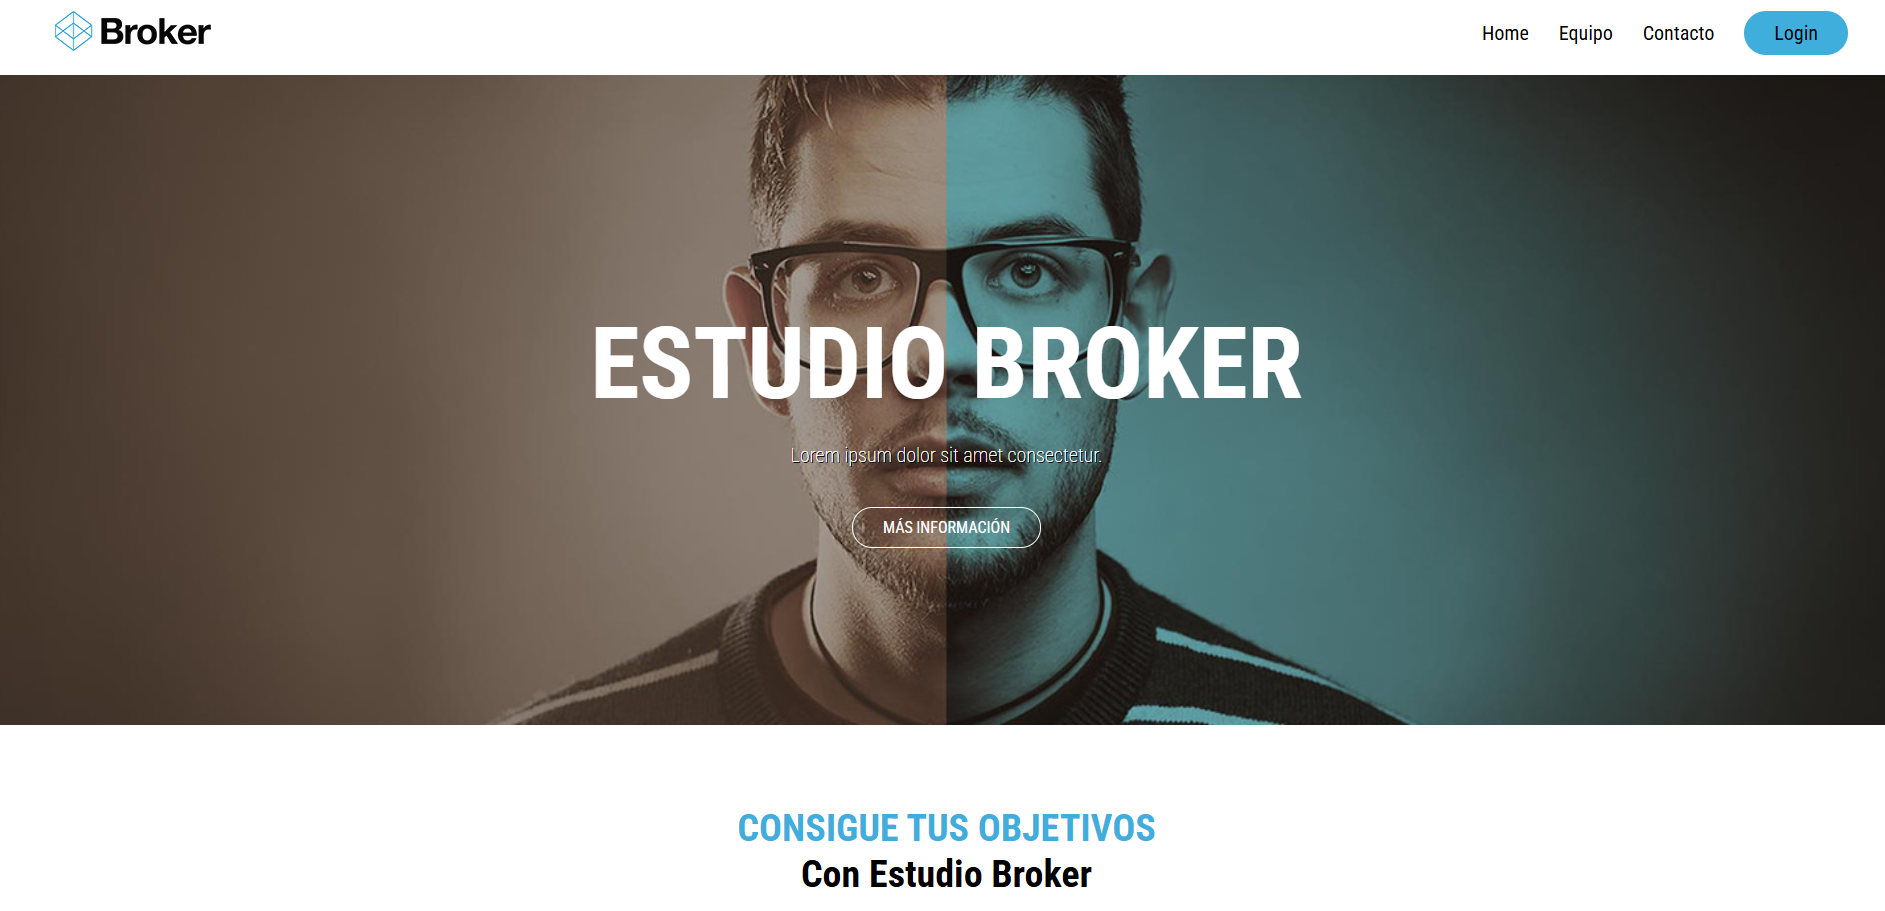 Broker
Home Equipo Contacto Login
ESTUDIO BROKER
Lorem ipsum dolor sit amet consectetur.
MÁS INFORMACIÓN
CONSIGUE TUS OBJETIVOS
Con Estudio Broker